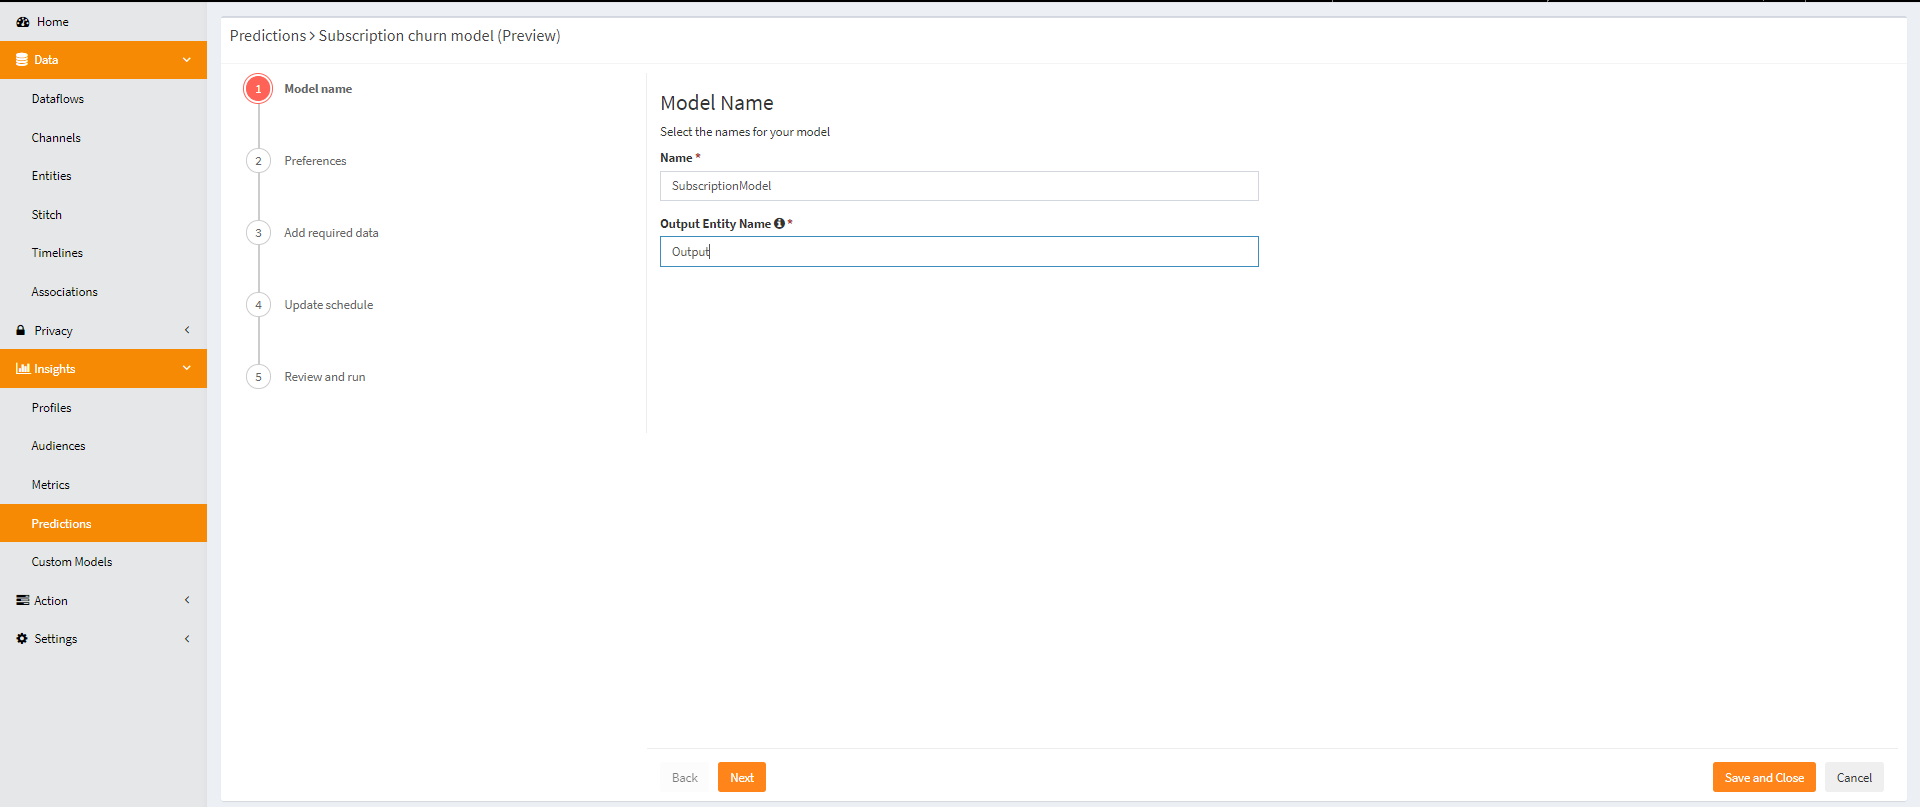 Home
Data
Dataflows
Channels
Entities
Stitch
Timelines
Associations
Privacy
Insights
Profiles
Audiences
Metrics
Predictions
Custom Models
Action
Settings
Predictions > Subscription churn model (Preview)
1 Model name
2 Preferences
3 Add required data
4 Update schedule
5 Review and run
Model Name
Select the names for your model
Name *
SubscriptionModel
Output Entity Name *
Output
Back Next Save and Close Cancel